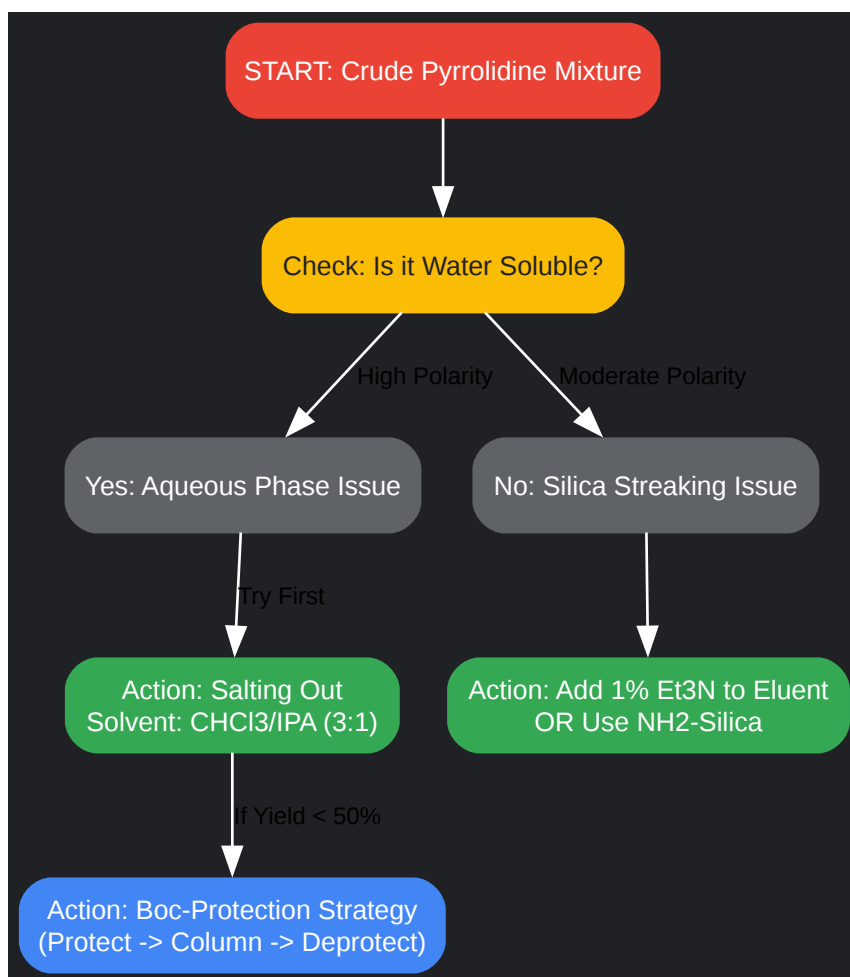 START: Crude Pyrrolidine Mixture
Check: Is it Water Soluble?
High Polarity
Moderate Polarity
Yes: Aqueous Phase Issue
No: Silica Streaking Issue
Try First
Action: Salting Out
Solvent: CHCl3/IPA (3:1)
Action: Add 1% Et3N to Eluent
OR Use NH2-Silica
If Yield < 50%
Action: Boc-Protection Strategy
(Protect -> Column -> Deprotect)